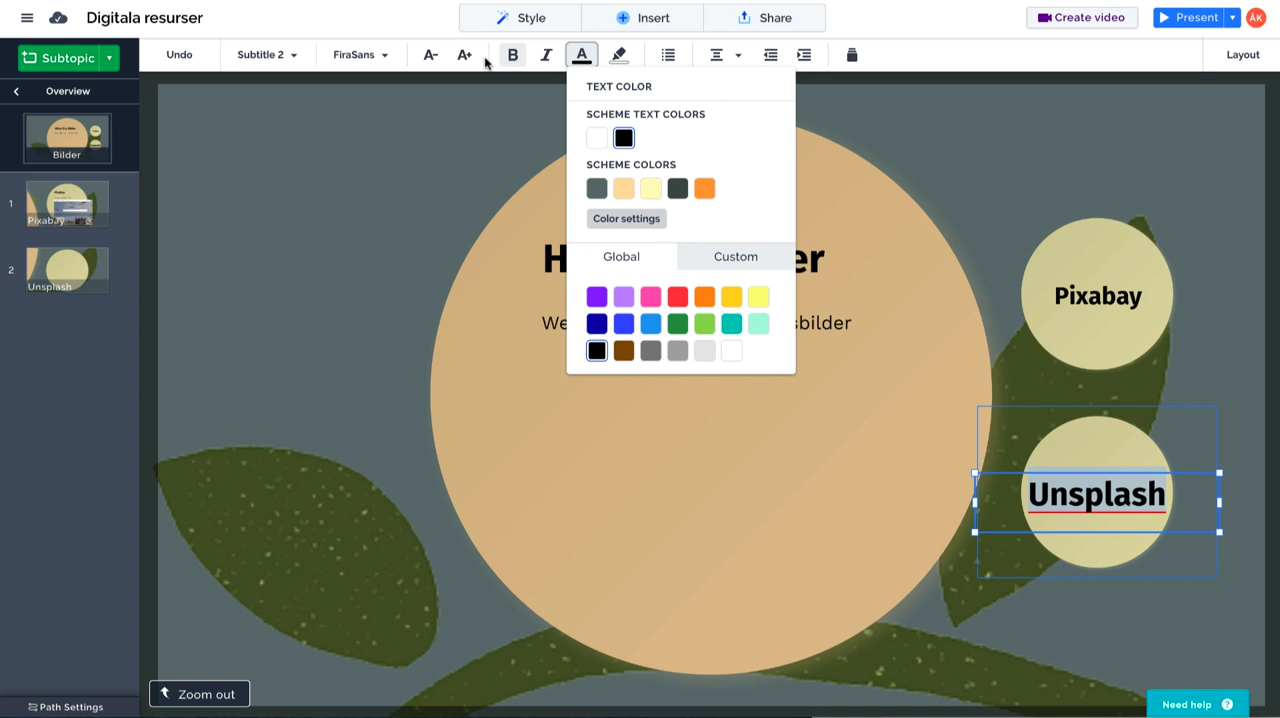 Digitala resurser
Style
Insert
Share
Create video
Present
ÅK
Subtopic
Undo
Subtitle 2
FiraSans
A-
A+
B
I
A
Layout
Overview
Bilder
1
Pixabay
2
Unsplash
TEXT COLOR
SCHEME TEXT COLORS
SCHEME COLORS
Color settings
Global
Custom
H
er
We
sbilder
Pixabay
Unsplash
Zoom out
Path Settings
Need help ?